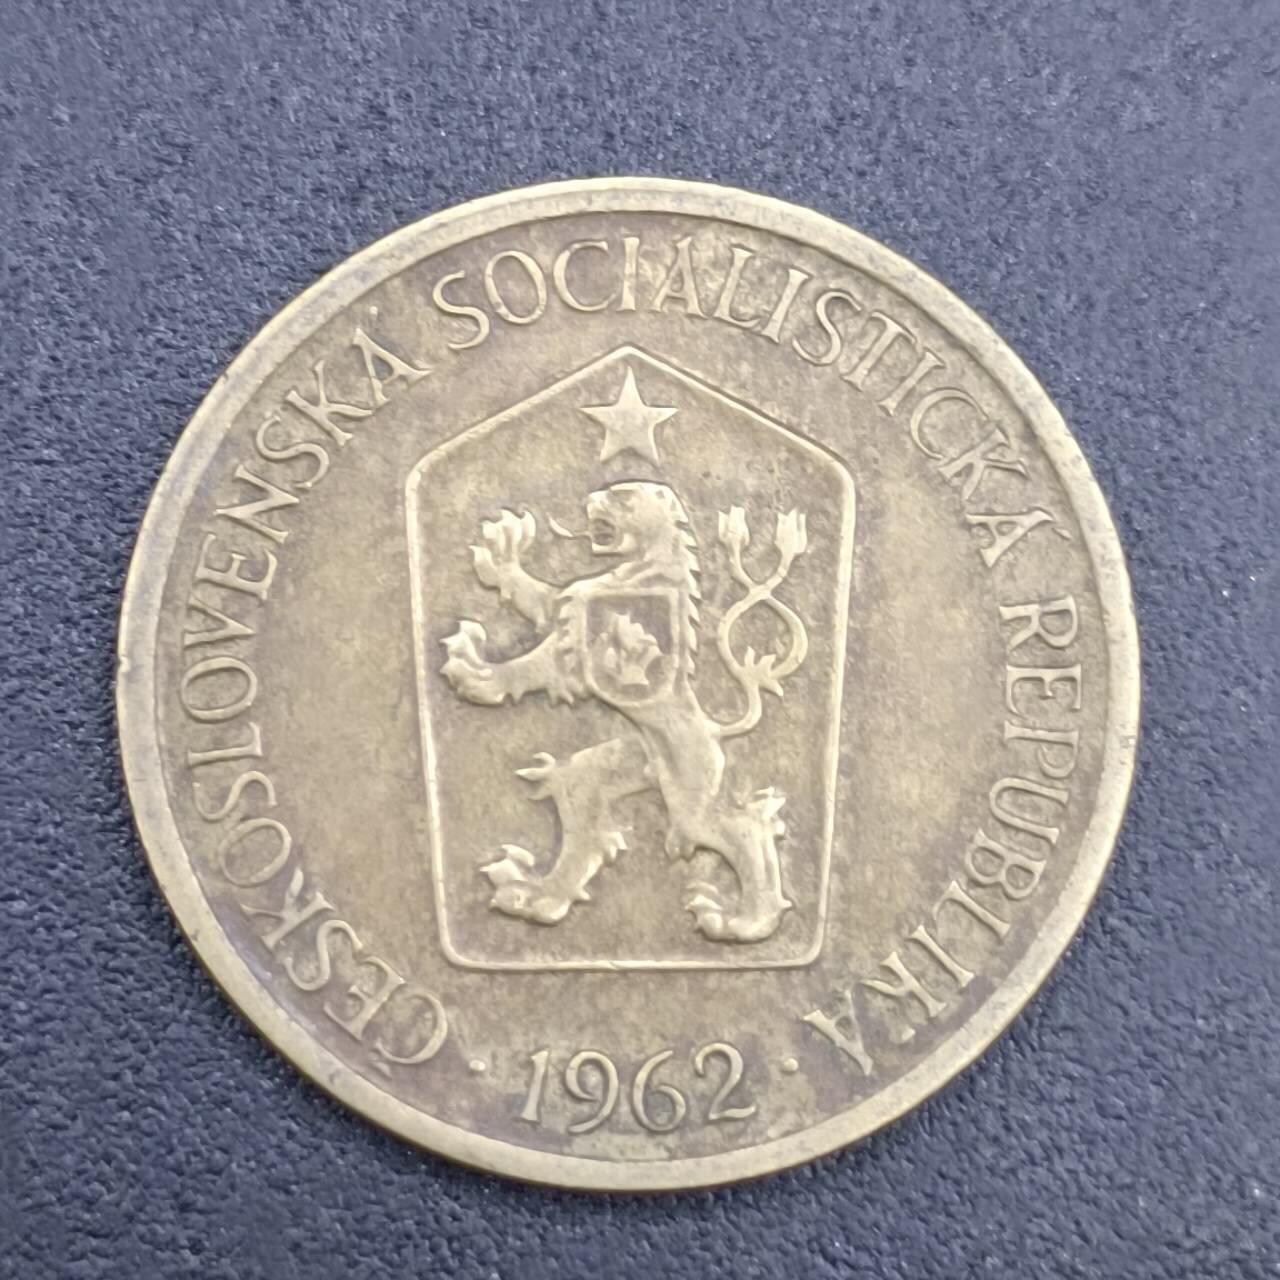 ČESKOSLOVENSKÁ SOCIALISTICKÁ REPUBLIKA
· 1962 ·